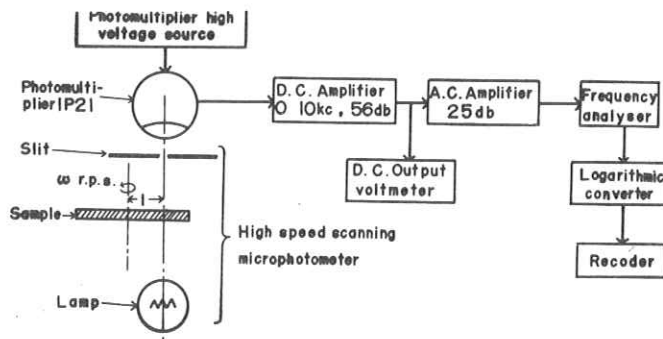 Photomultiplier high
voltage source
Photomulti-
plier IP21
D.C. Amplifier
0 10kc, 56db
A.C. Amplifier
25db
Frequency
analyser
Slit
ω r.p.s.
l
D.C. Output
voltmeter
Logarithmic
converter
Sample
High speed scanning
microphotometer
Recoder
Lamp